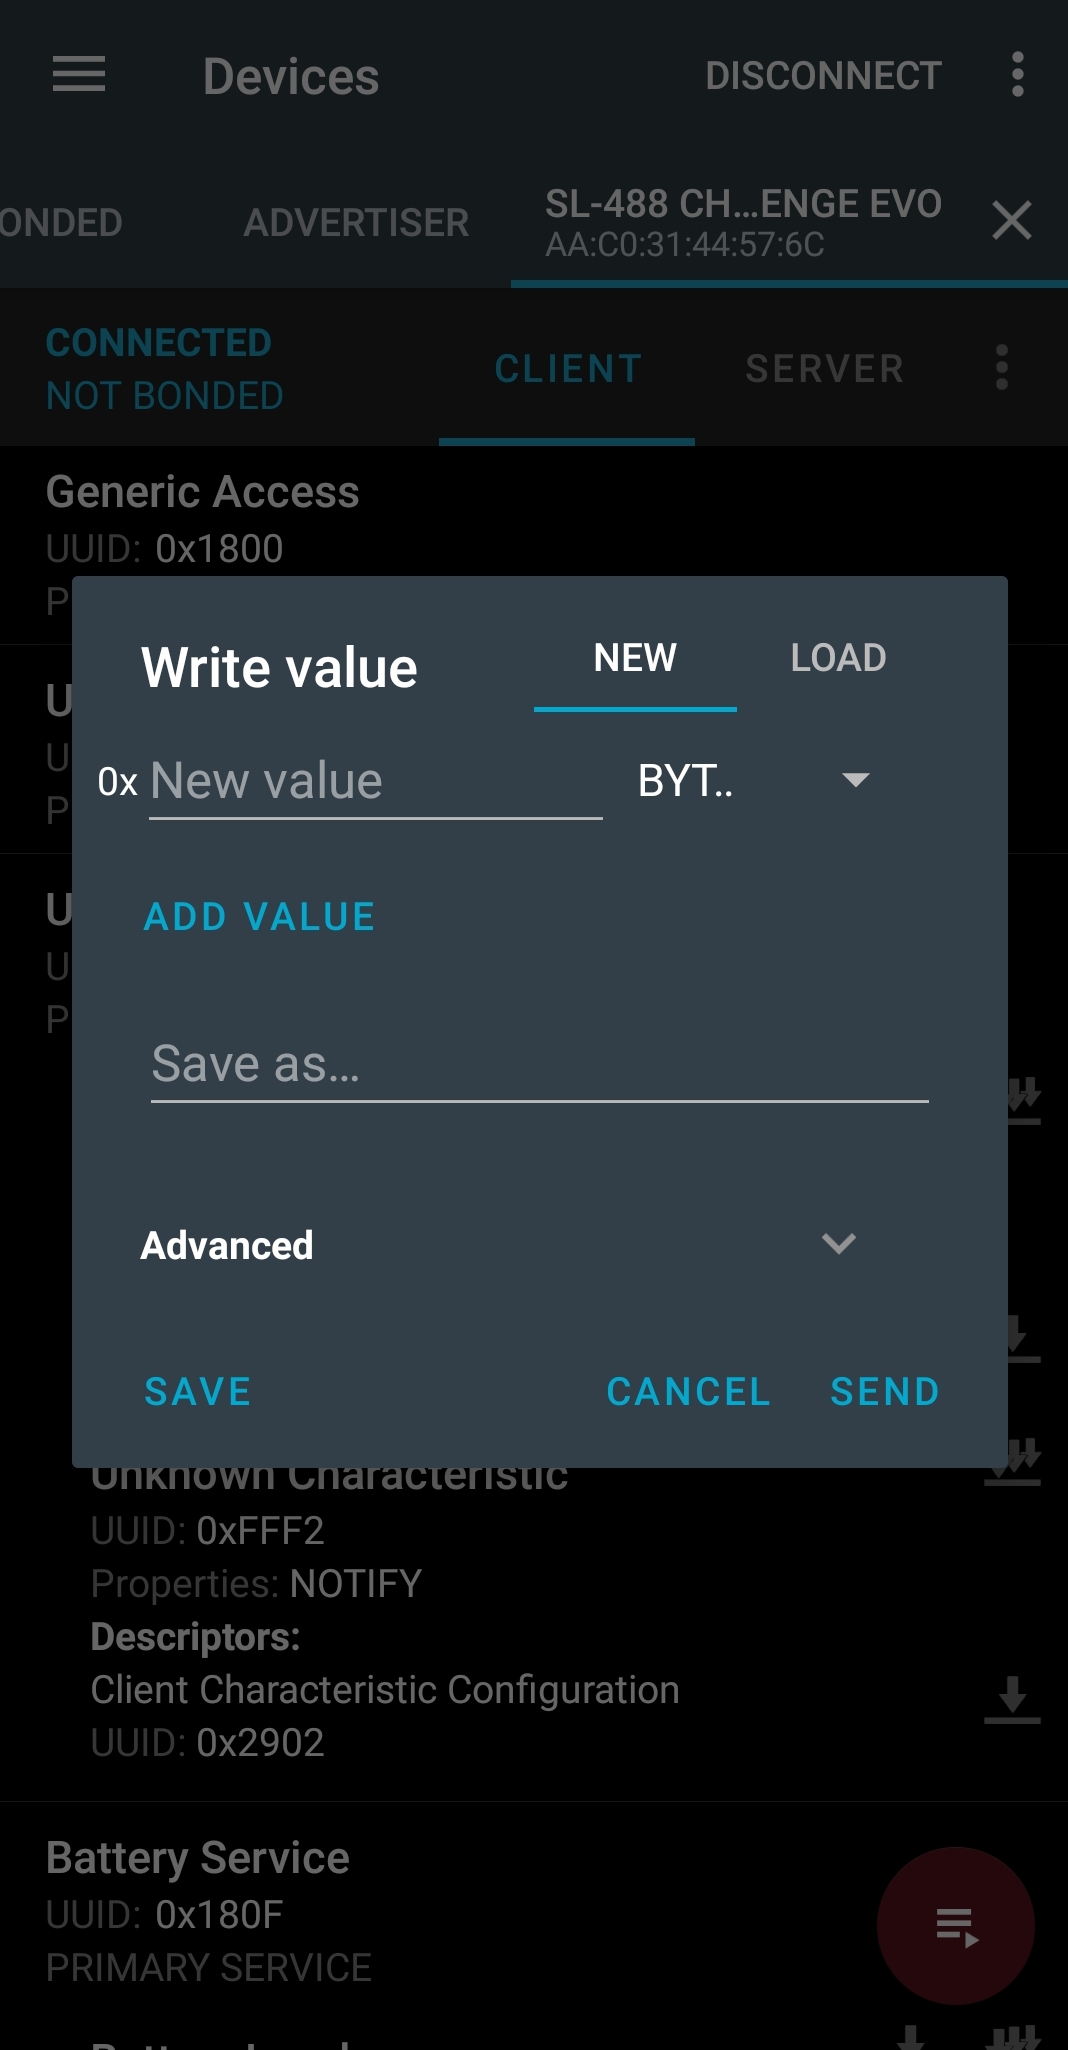 Devices
DISCONNECT
ONDED
ADVERTISER
SL-488 CH...ENGE EVO
AA:C0:31:44:57:6C
CONNECTED
NOT BONDED
CLIENT
SERVER
Generic Access
UUID: 0x1800
P
U
U
P
U
U
P
Write value
NEW
LOAD
0x New value
BYT..
ADD VALUE
Save as...
Advanced
SAVE
CANCEL
SEND
Unknown Characteristic
UUID: 0xFFF2
Properties: NOTIFY
Descriptors:
Client Characteristic Configuration
UUID: 0x2902
Battery Service
UUID: 0x180F
PRIMARY SERVICE